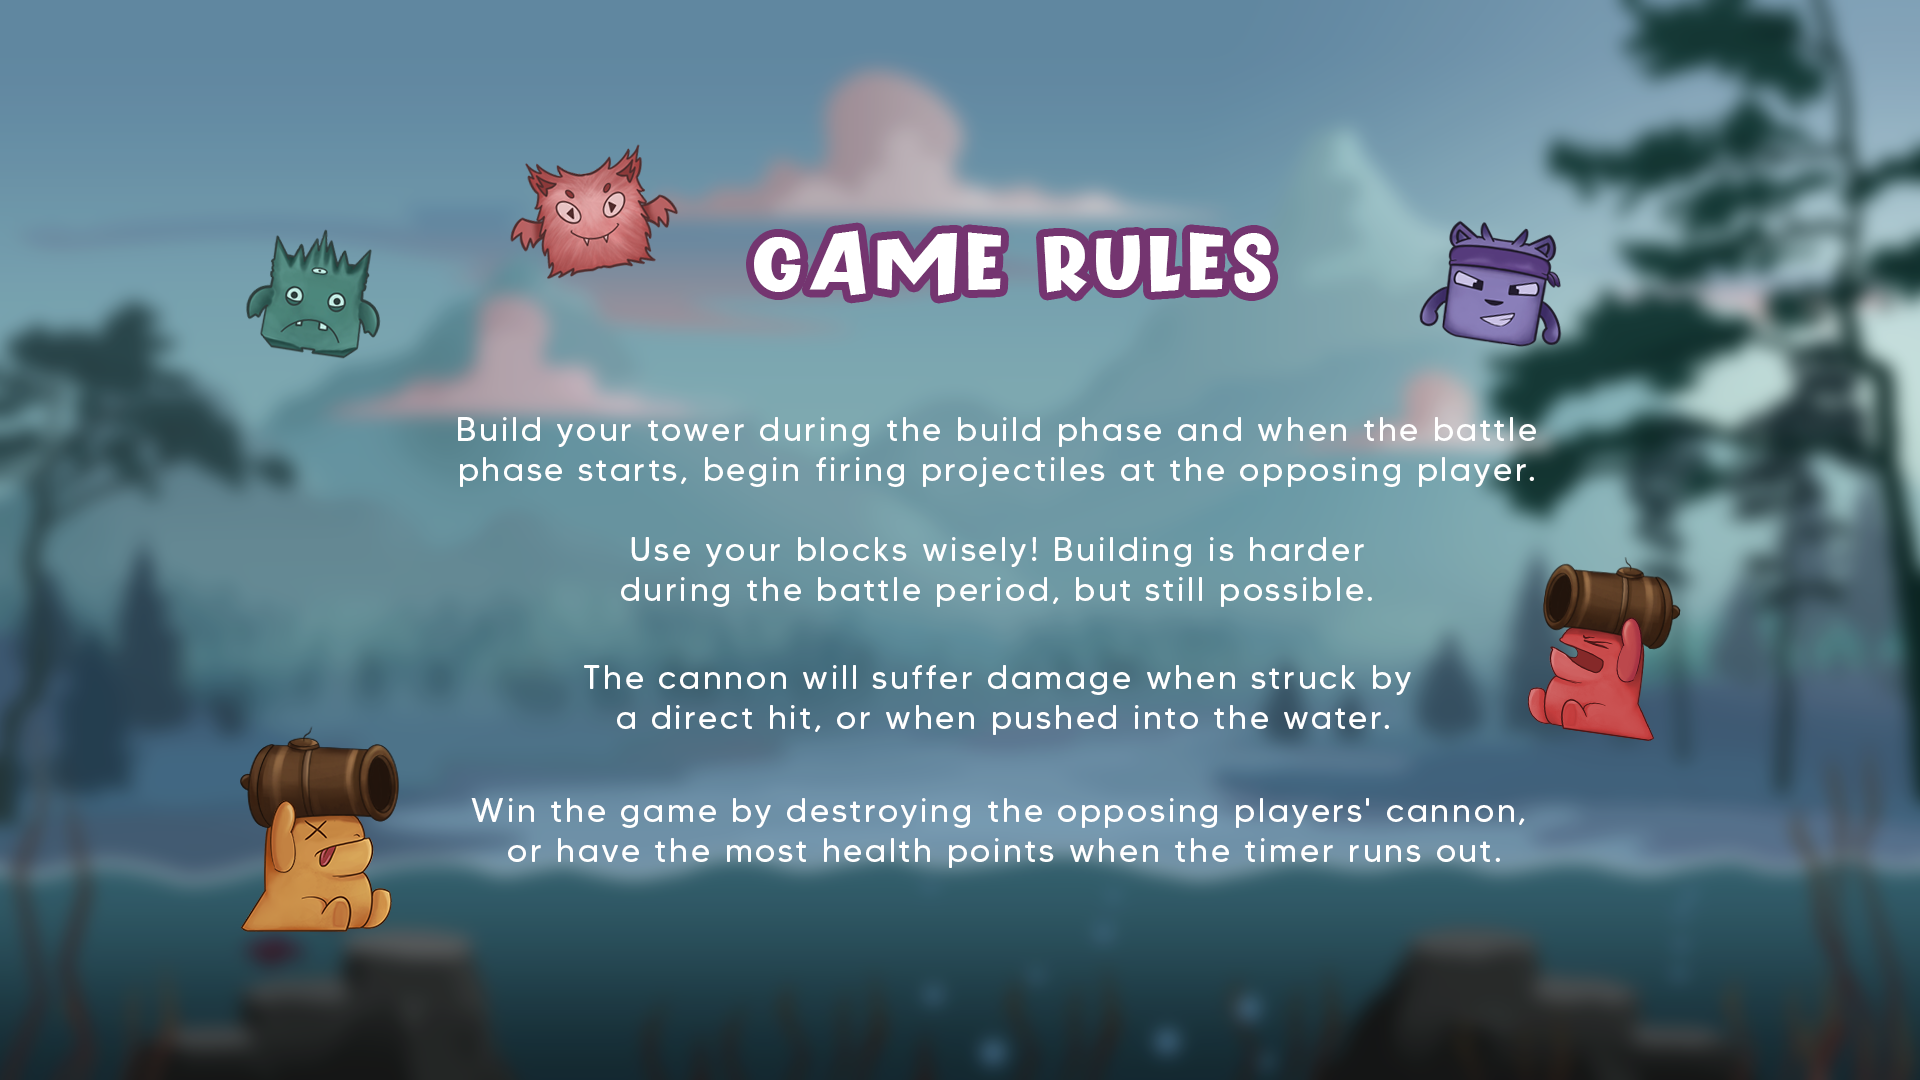 GAME RULES
Build your tower during the build phase and when the battle
phase starts, begin firing projectiles at the opposing player.
Use your blocks wisely! Building is harder
during the battle period, but still possible.
The cannon will suffer damage when struck by
a direct hit, or when pushed into the water.
Win the game by destroying the opposing players' cannon,
or have the most health points when the timer runs out.